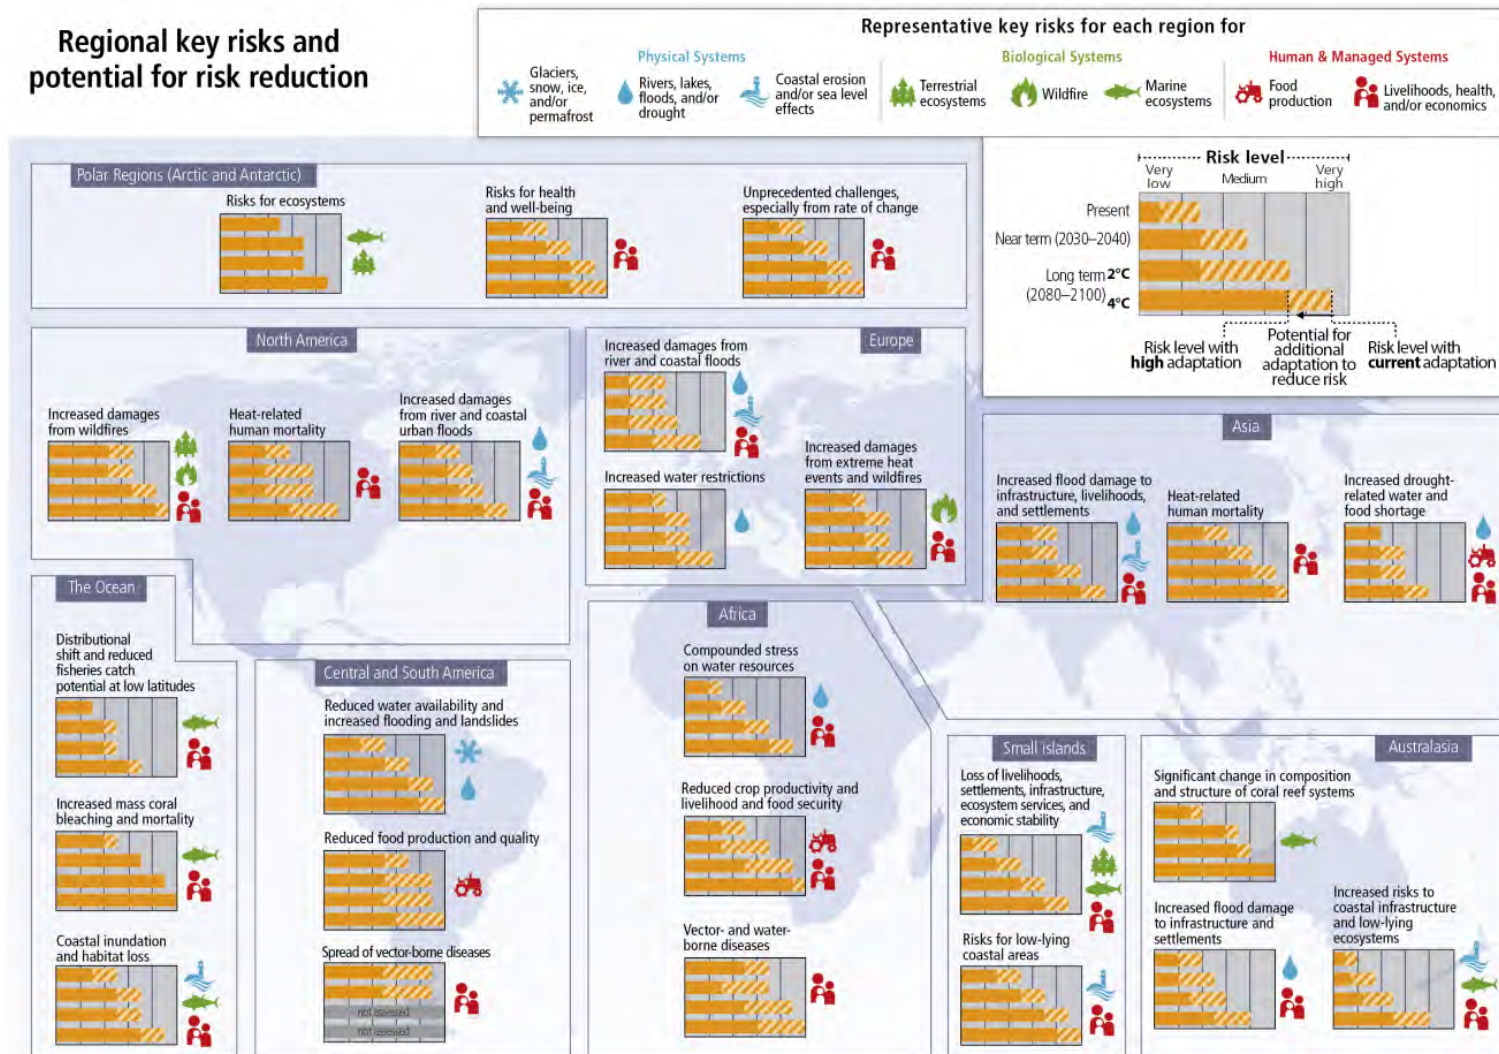 Regional key risks and
potential for risk reduction
Representative key risks for each region for
Physical Systems
Glaciers,
snow, ice,
and/or
permafrost
Rivers, lakes,
floods, and/or
drought
Coastal erosion
and/or sea level
effects
Biological Systems
Terrestrial
ecosystems
Wildfire
Marine
ecosystems
Human & Managed Systems
Food
production
Livelihoods, health,
and/or economics
Risk level
Very
low
Medium
Very
high
Present
Near term (2030–2040)
Long term 2°C
(2080–2100) 4°C
Risk level with
high adaptation
Potential for
additional
adaptation to
reduce risk
Risk level with
current adaptation
Polar Regions (Arctic and Antarctic)
Risks for ecosystems
Risks for health
and well-being
Unprecedented challenges,
especially from rate of change
North America
Increased damages
from wildfires
Heat-related
human mortality
Increased damages
from river and coastal
urban floods
Europe
Increased damages from
river and coastal floods
Increased water restrictions
Increased damages
from extreme heat
events and wildfires
Asia
Increased flood damage to
infrastructure, livelihoods,
and settlements
Heat-related
human mortality
Increased drought-
related water and
food shortage
The Ocean
Distributional
shift and reduced
fisheries catch
potential at low latitudes
Increased mass coral
bleaching and mortality
Coastal inundation
and habitat loss
Central and South America
Reduced water availability and
increased flooding and landslides
Reduced food production and quality
Spread of vector-borne diseases
not assessed
not assessed
Africa
Compounded stress
on water resources
Reduced crop productivity and
livelihood and food security
Vector- and water-
borne diseases
Small islands
Loss of livelihoods,
settlements, infrastructure,
ecosystem services, and
economic stability
Risks for low-lying
coastal areas
Australasia
Significant change in composition
and structure of coral reef systems
Increased flood damage
to infrastructure and
settlements
Increased risks to
coastal infrastructure
and low-lying
ecosystems